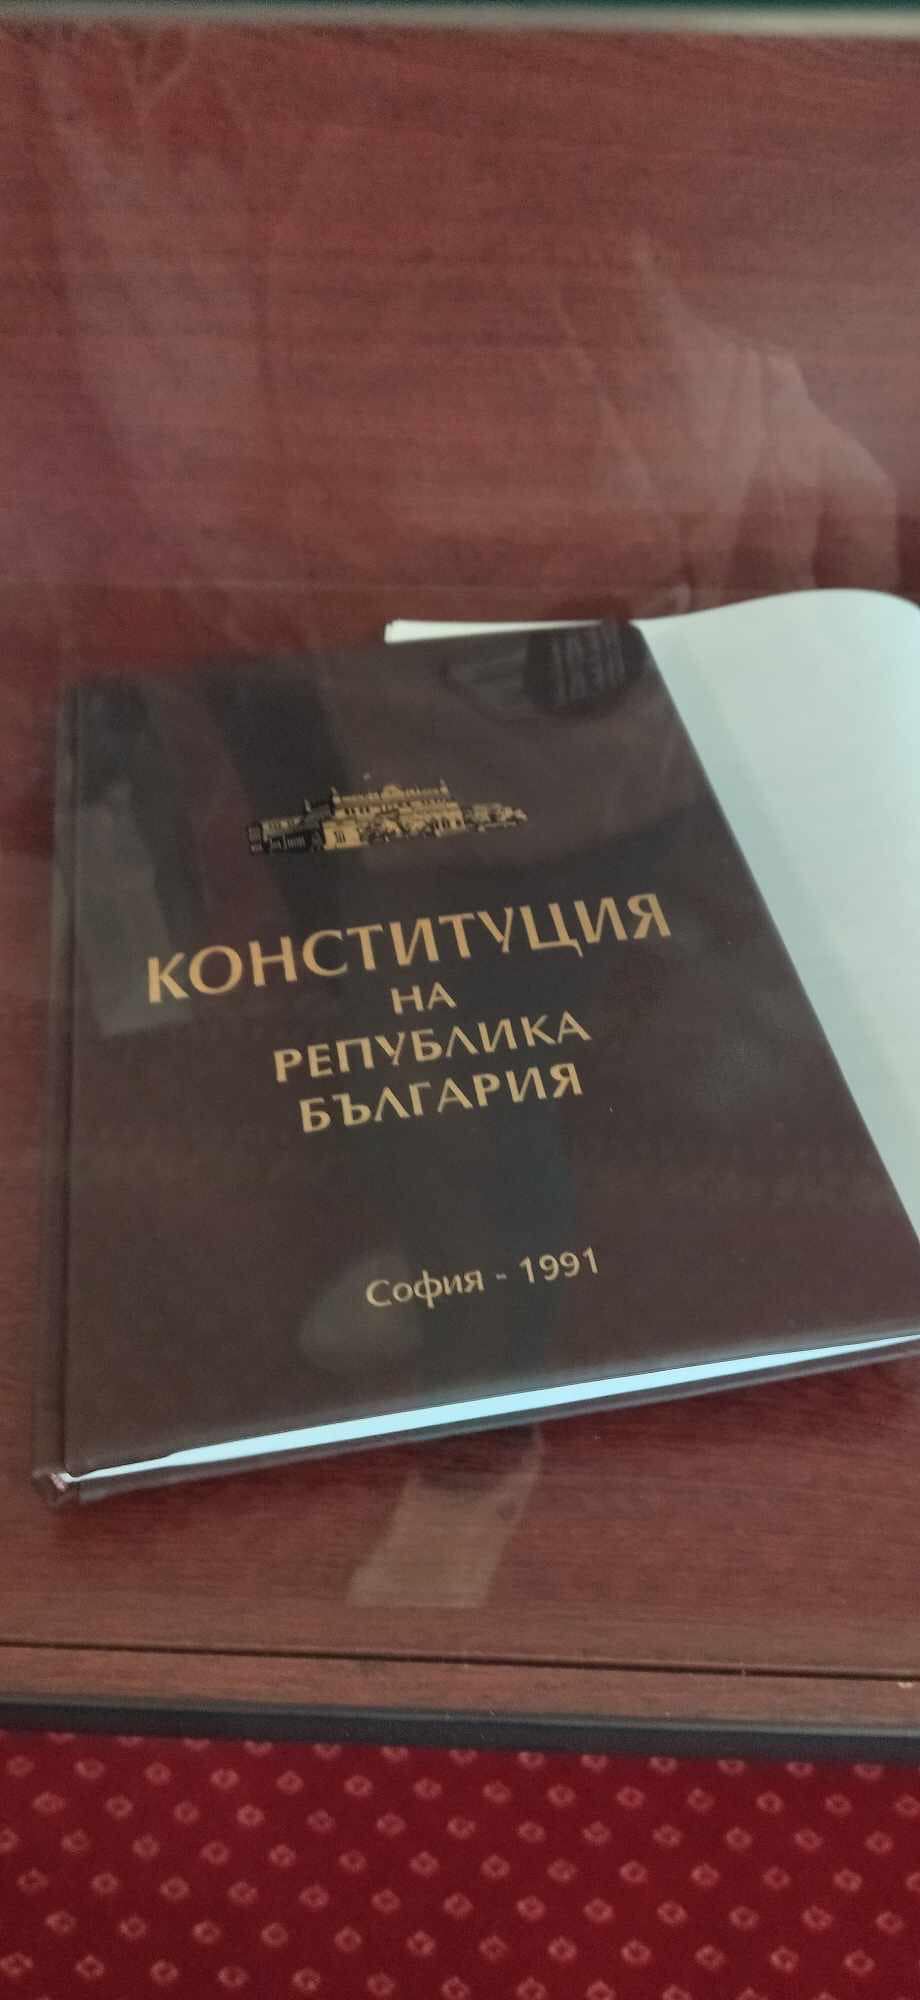 КОНСТИТУЦИЯ
НА
РЕПУБЛИКА
БЪЛГАРИЯ
София - 1991